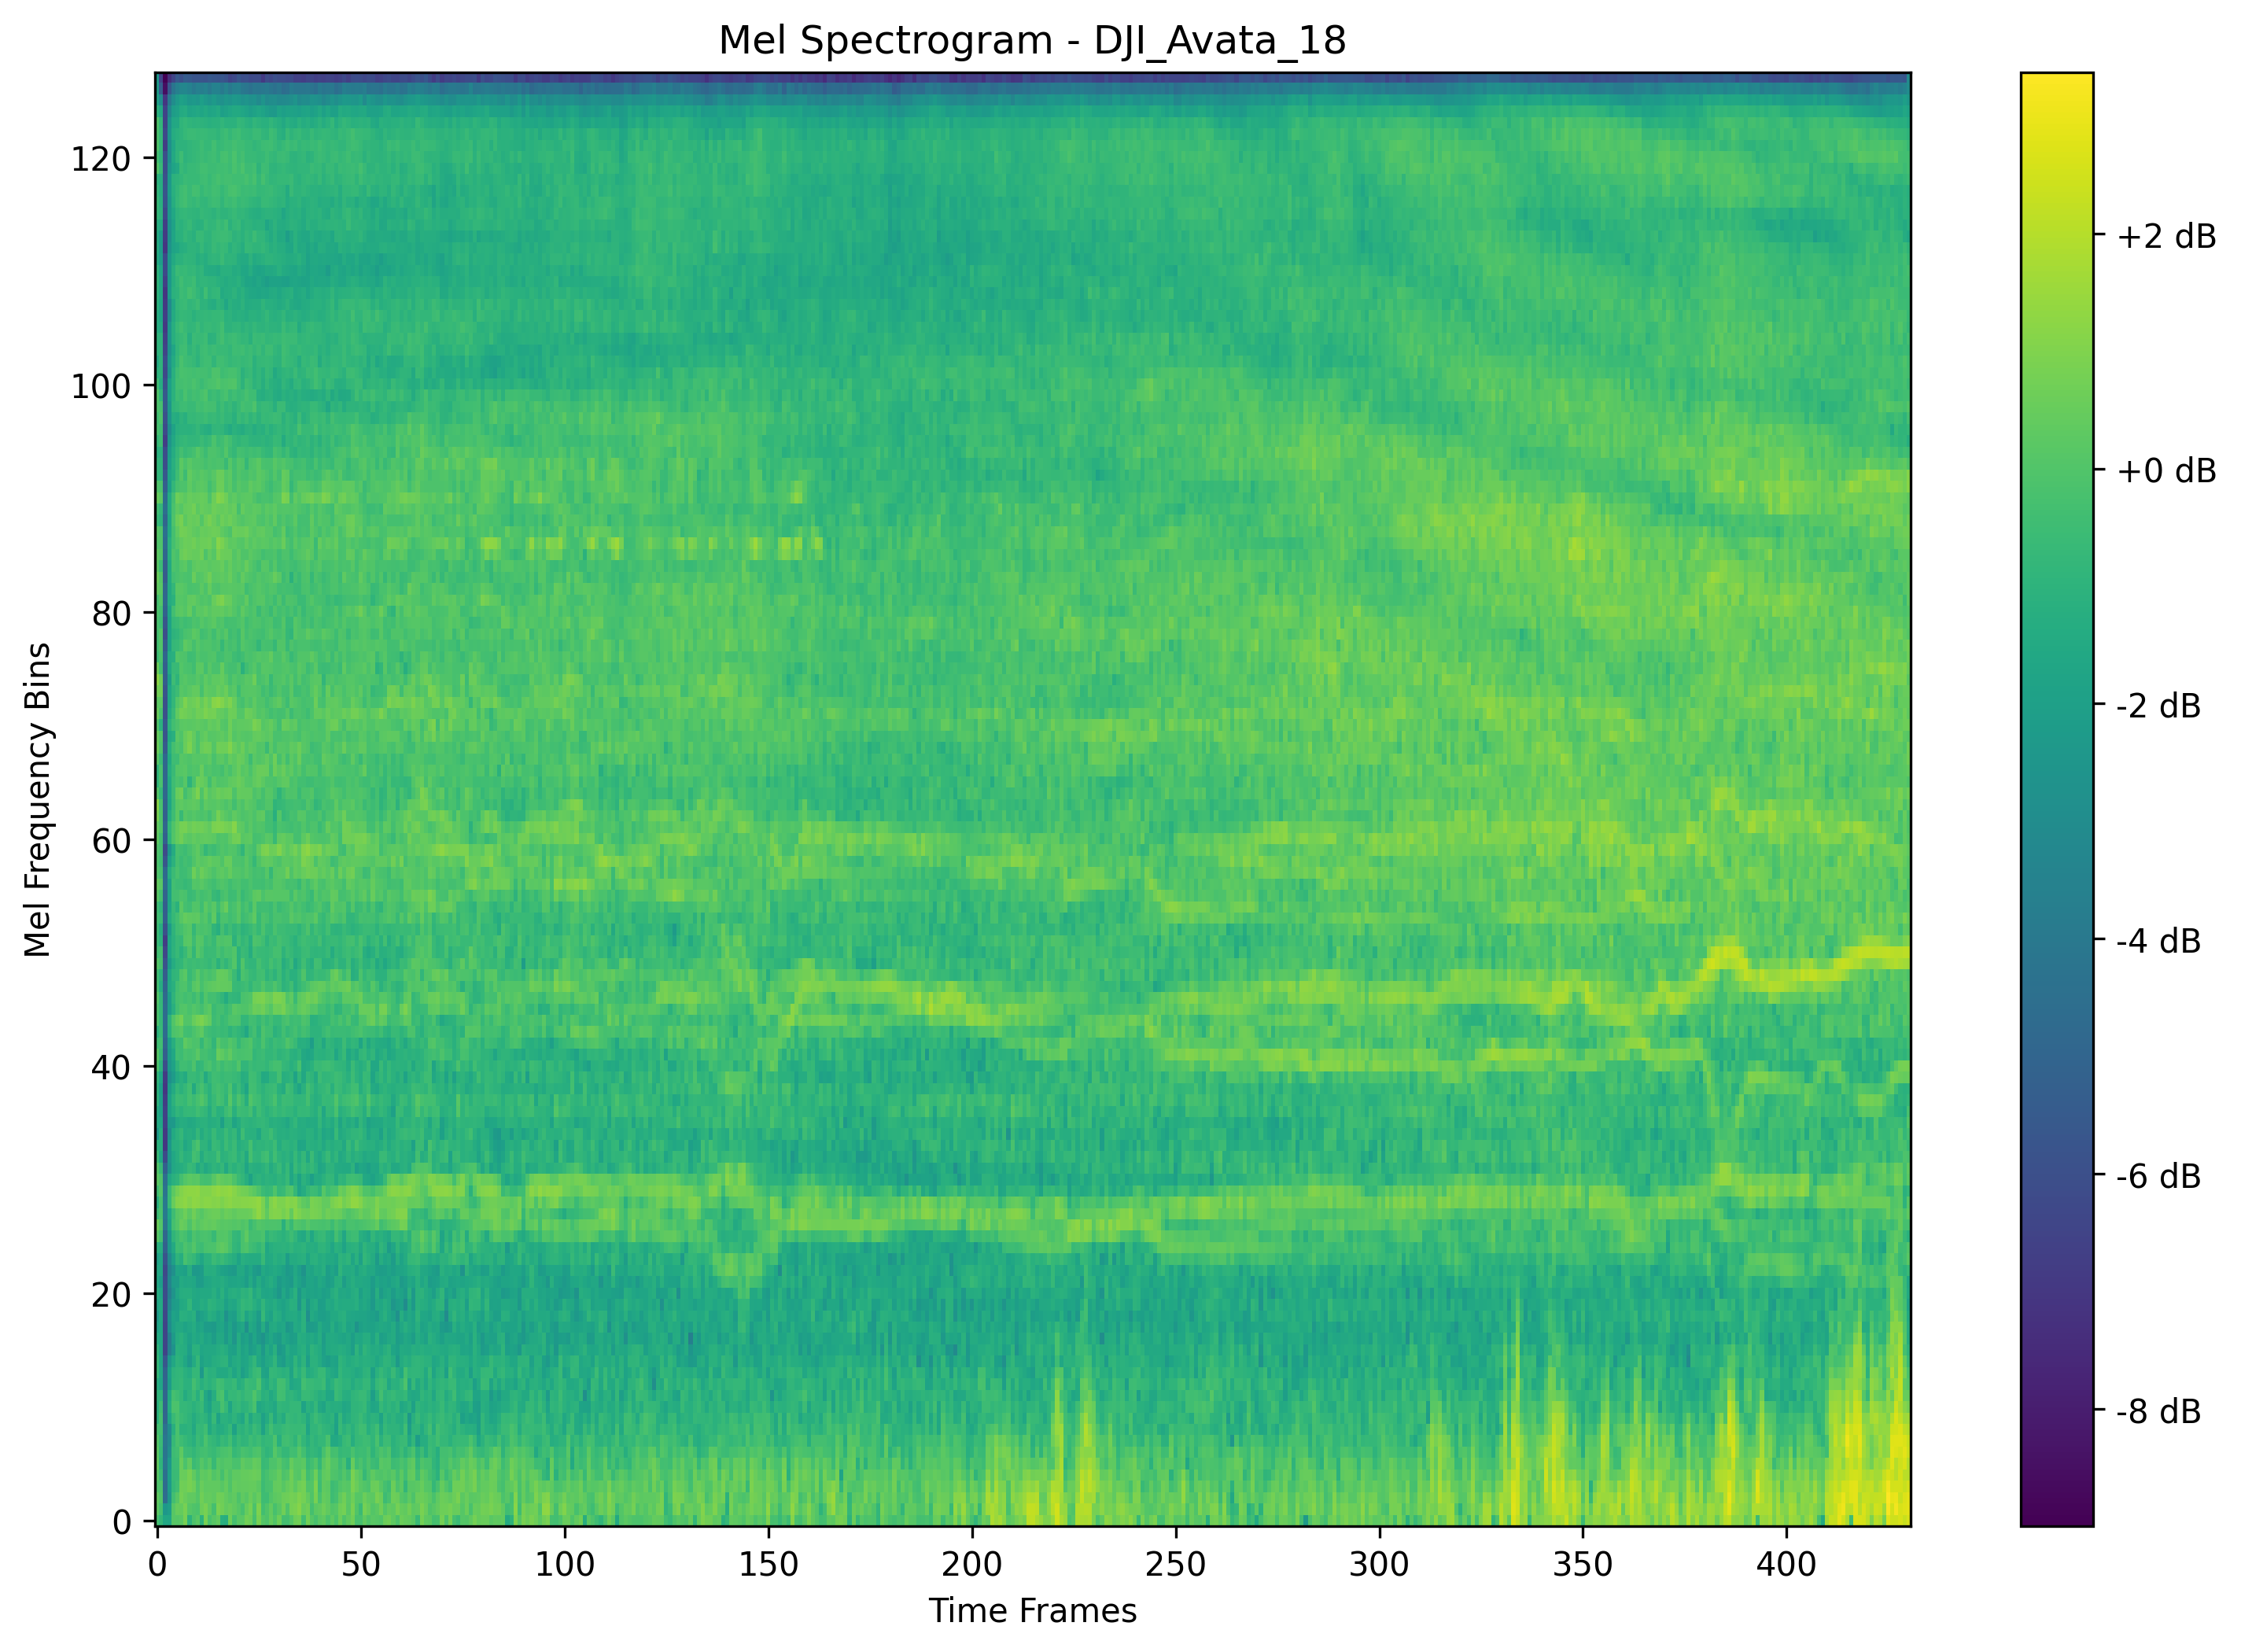 Mel Spectrogram - DJI_Avata_18
Mel Frequency Bins
120
100
80
60
40
20
0
0 50 100 150 200 250 300 350 400
Time Frames
+2 dB
+0 dB
-2 dB
-4 dB
-6 dB
-8 dB